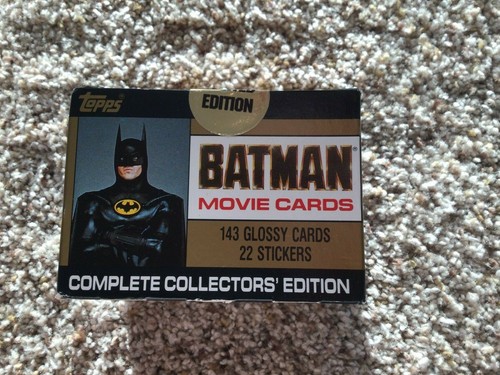 Topps
EDITION
BATMAN
MOVIE CARDS
143 GLOSSY CARDS
22 STICKERS
COMPLETE COLLECTORS' EDITION